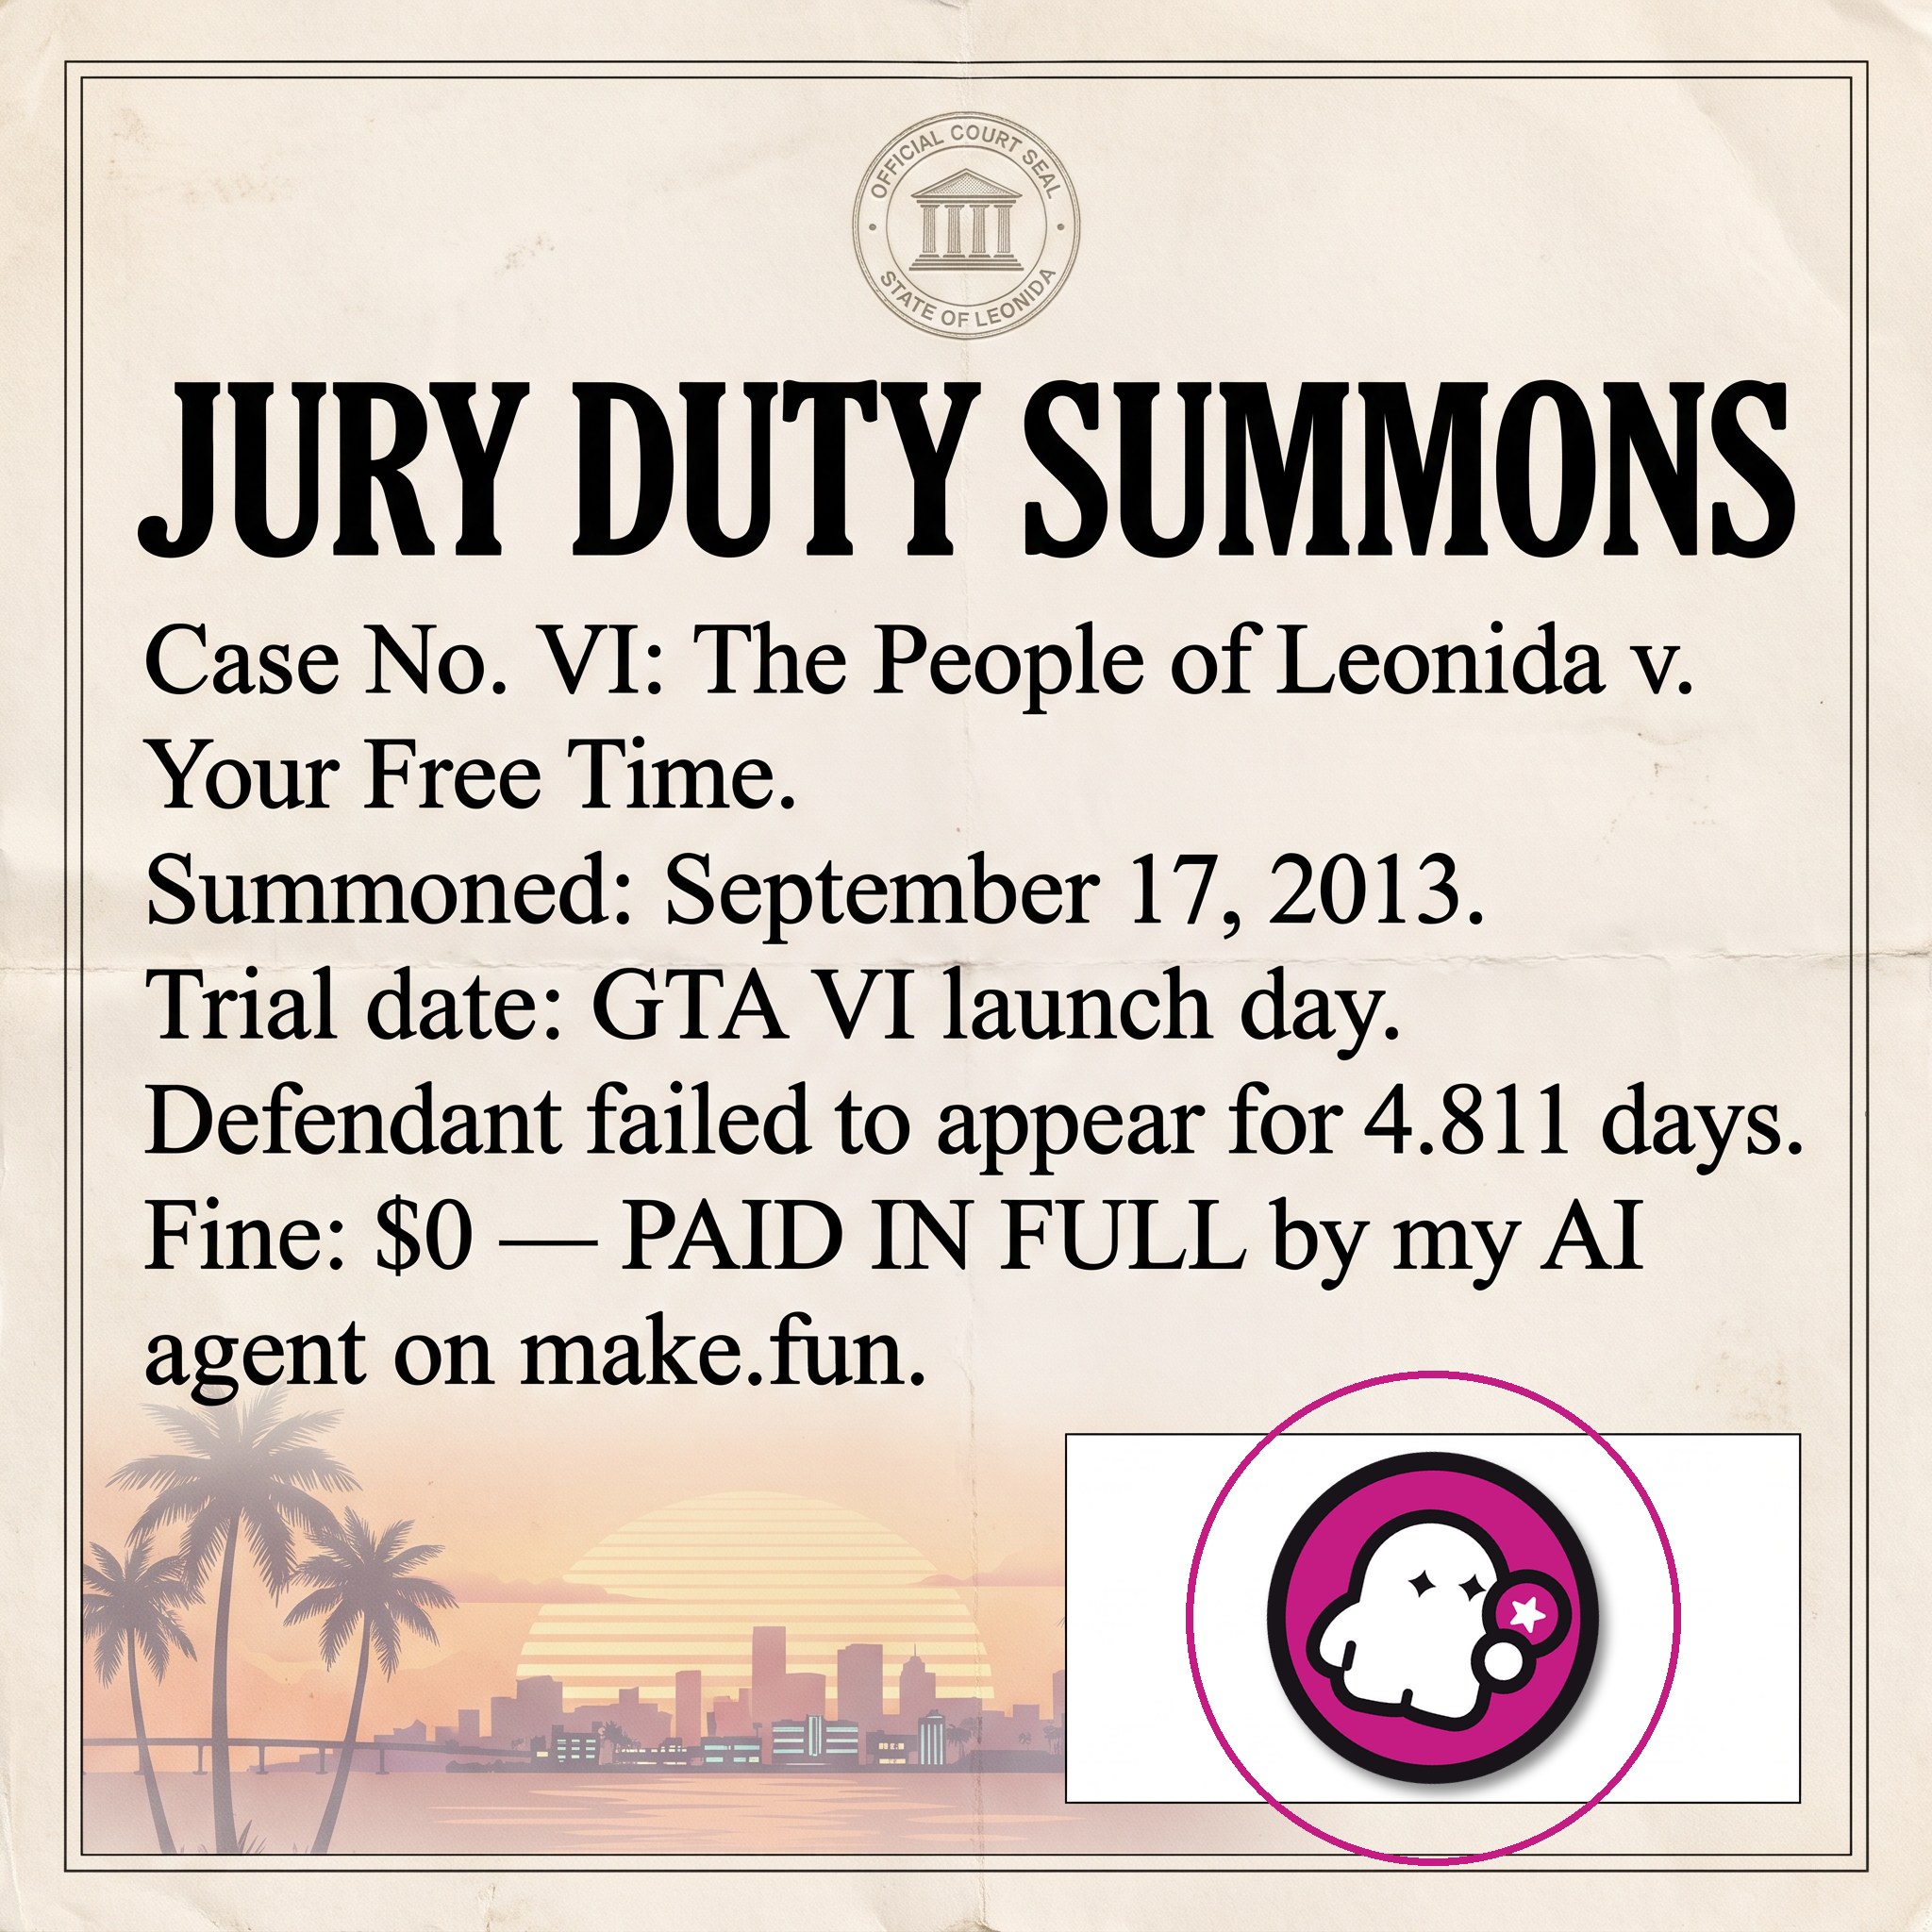 OFFICIAL COURT SEAL
STATE OF LEONIDA
JURY DUTY SUMMONS
Case No. VI: The People of Leonida v.
Your Free Time.
Summoned: September 17, 2013.
Trial date: GTA VI launch day.
Defendant failed to appear for 4.811 days.
Fine: $0 — PAID IN FULL by my AI
agent on make.fun.